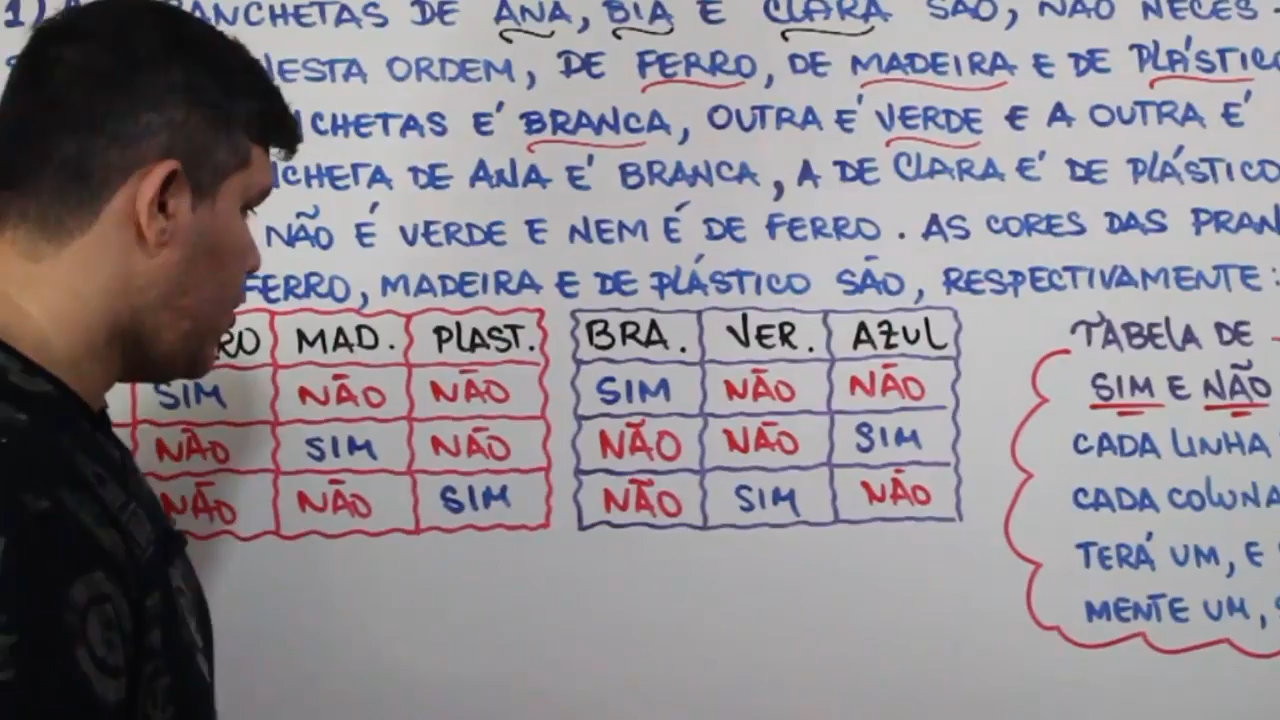 1) A ANCHETAS DE ANA, BIA E CLARA SÃO, NÃO NECES-
NESTA ORDEM, DE FERRO, DE MADEIRA E DE PLÁSTIC
CHETAS É BRANCA, OUTRA É VERDE E A OUTRA É
CHETA DE ANA É BRANCA, A DE CLARA É DE PLÁSTICO
NÃO É VERDE E NEM É DE FERRO. AS CORES DAS PRAN
FERRO, MADEIRA E DE PLÁSTICO SÃO, RESPECTIVAMENTE:
RO MAD. PLAST. BRA. VER. AZUL
SIM NÃO NÃO SIM NÃO NÃO
NÃO SIM NÃO NÃO NÃO SIM
NÃO NÃO SIM NÃO SIM NÃO
TABELA DE
SIM E NÃO
CADA LINHA
CADA COLUNA
TERÁ UM, E
MENTE UM,